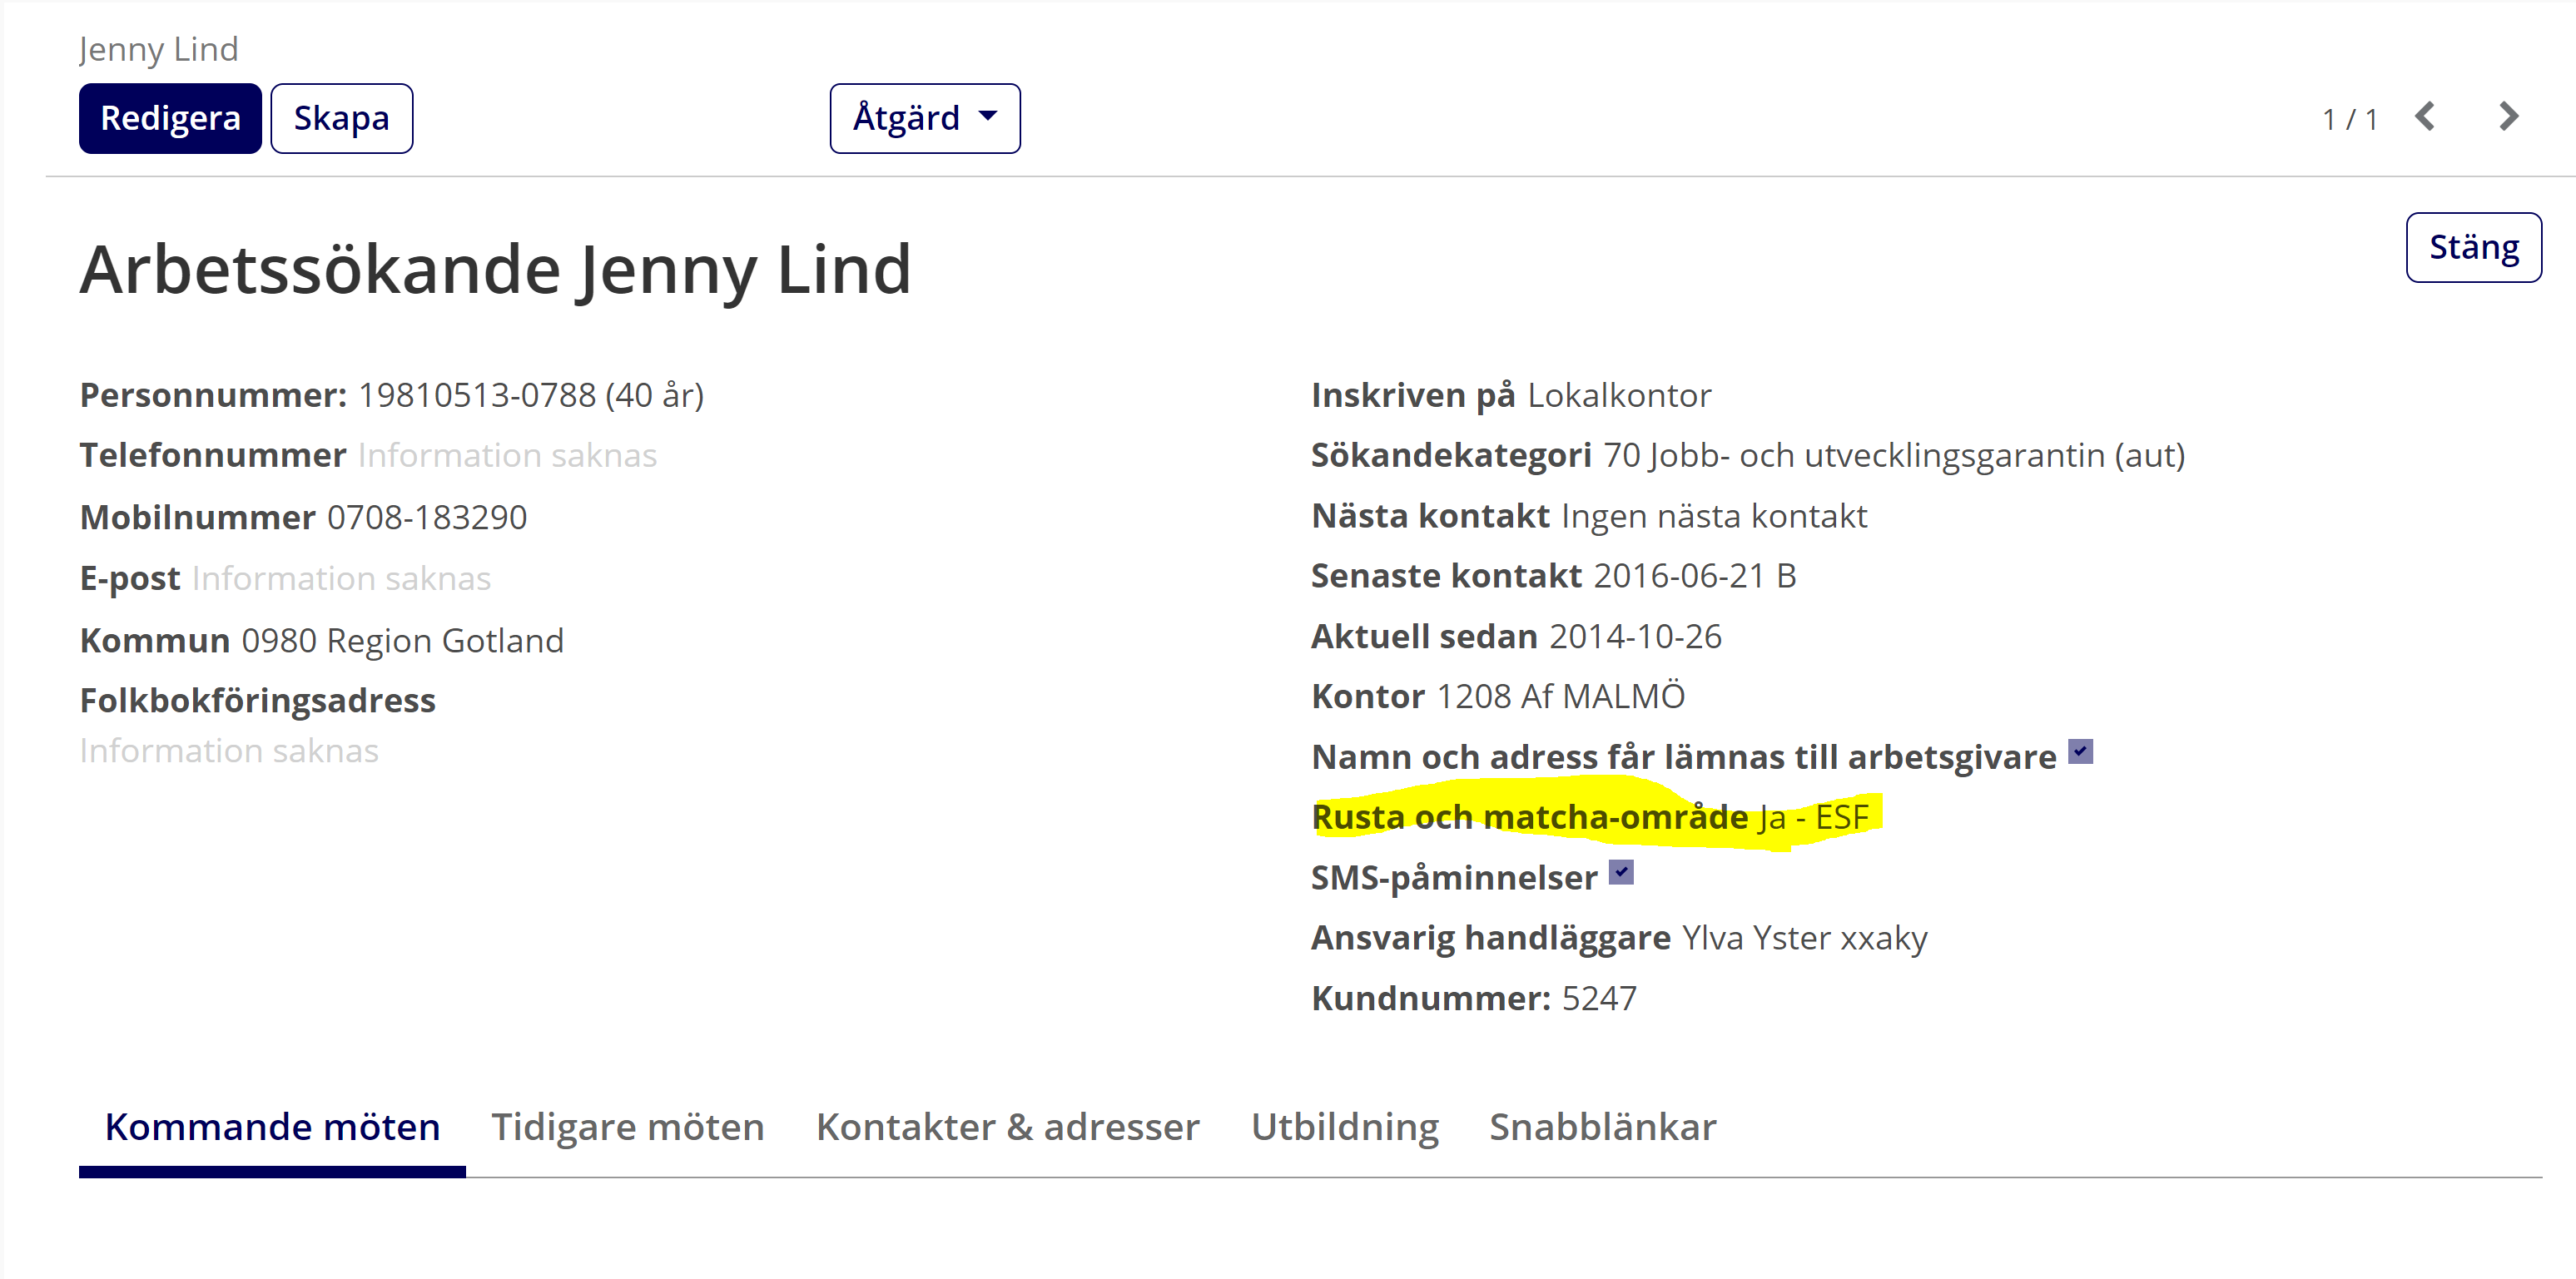 Jenny Lind
Redigera Skapa Åtgärd 1 / 1
Stäng
Arbetssökande Jenny Lind
Personnummer: 19810513-0788 (40 år)
Telefonnummer Information saknas
Mobilnummer 0708-183290
E-post Information saknas
Kommun 0980 Region Gotland
Folkbokföringsadress
Information saknas
Inskriven på Lokalkontor
Sökandekategori 70 Jobb- och utvecklingsgarantin (aut)
Nästa kontakt Ingen nästa kontakt
Senaste kontakt 2016-06-21 B
Aktuell sedan 2014-10-26
Kontor 1208 Af MALMÖ
Namn och adress får lämnas till arbetsgivare
Rusta och matcha-område Ja - ESF
SMS-påminnelser
Ansvarig handläggare Ylva Yster xxaky
Kundnummer: 5247
Kommande möten Tidigare möten Kontakter & adresser Utbildning Snabblänkar